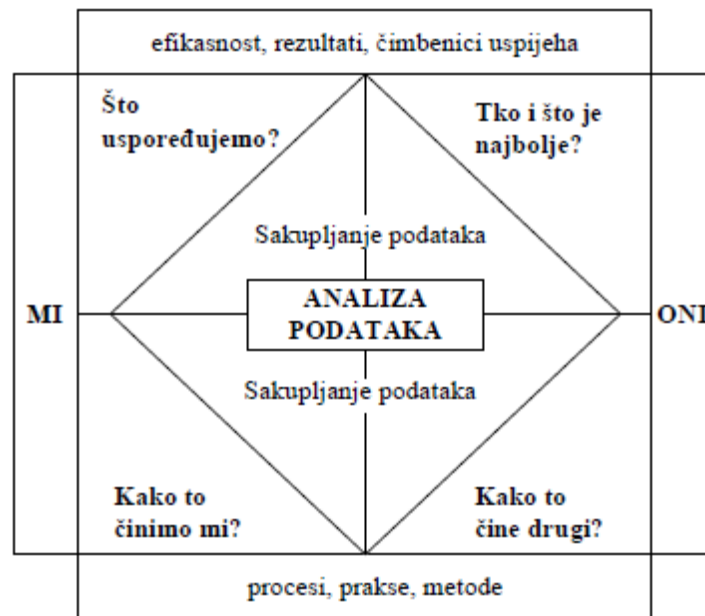 efikasnost, rezultati, čimbenici uspijeha
Što
uspoređujemo?
Tko i što je
najbolje?
Sakupljanje podataka
MI
ANALIZA
PODATAKA
ONI
Sakupljanje podataka
Kako to
činimo mi?
Kako to
čine drugi?
procesi, prakse, metode